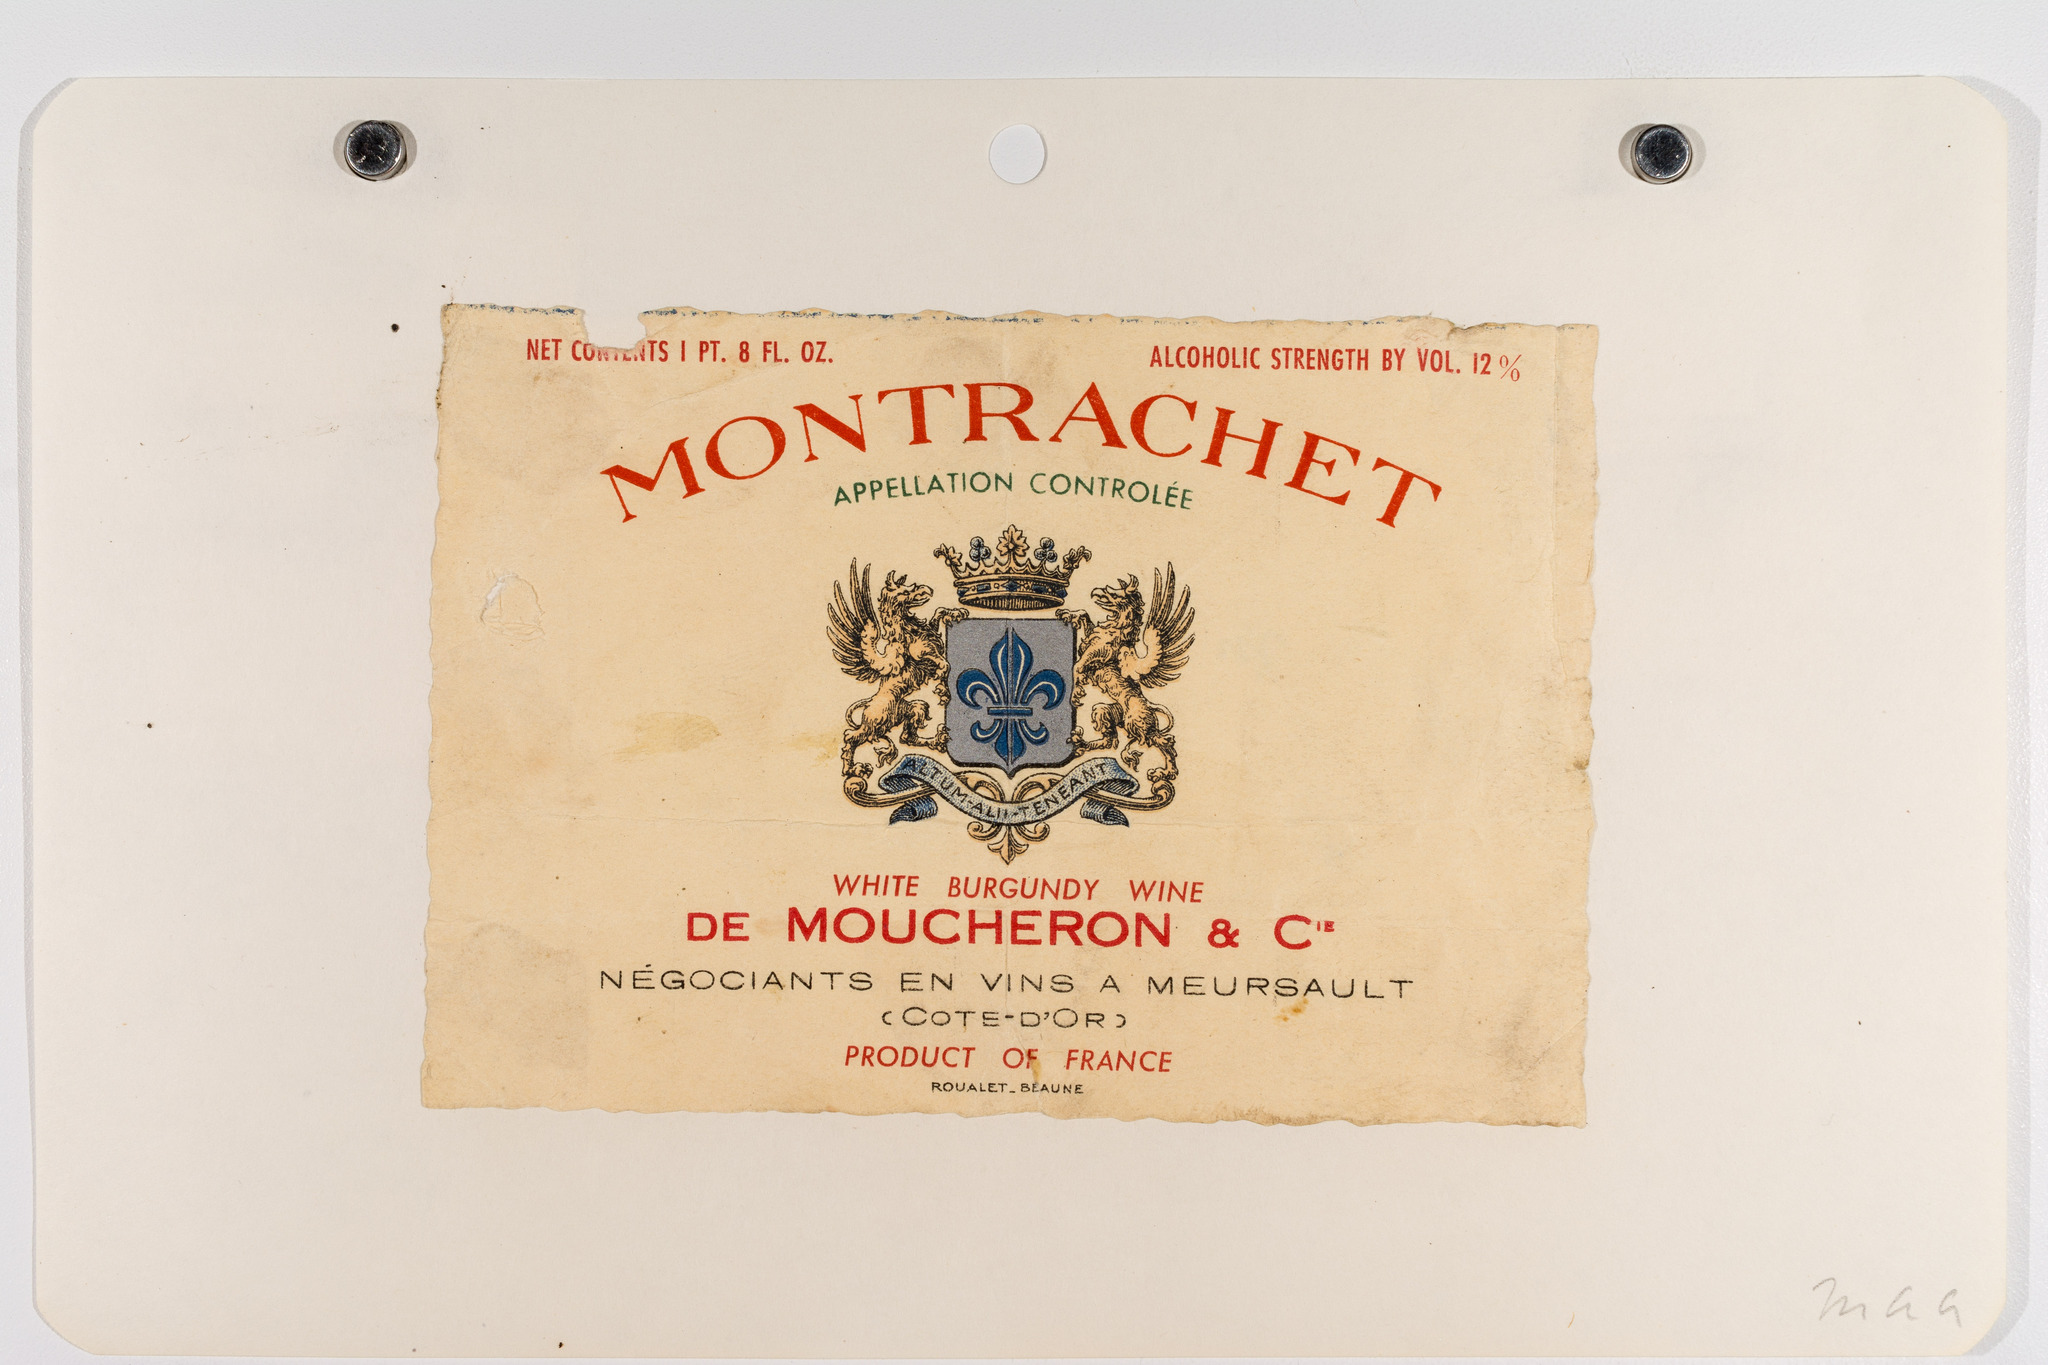 NET CONTENTS 1 PT. 8 FL. OZ.
ALCOHOLIC STRENGTH BY VOL. 12 %
MONTRACHET
APPELLATION CONTROLÉE
ALTUM·ALII·TENEANT
WHITE BURGUNDY WINE
DE MOUCHERON & CIE
NÉGOCIANTS EN VINS A MEURSAULT
(COTE-D'OR)
PRODUCT OF FRANCE
ROUALET_BEAUNE